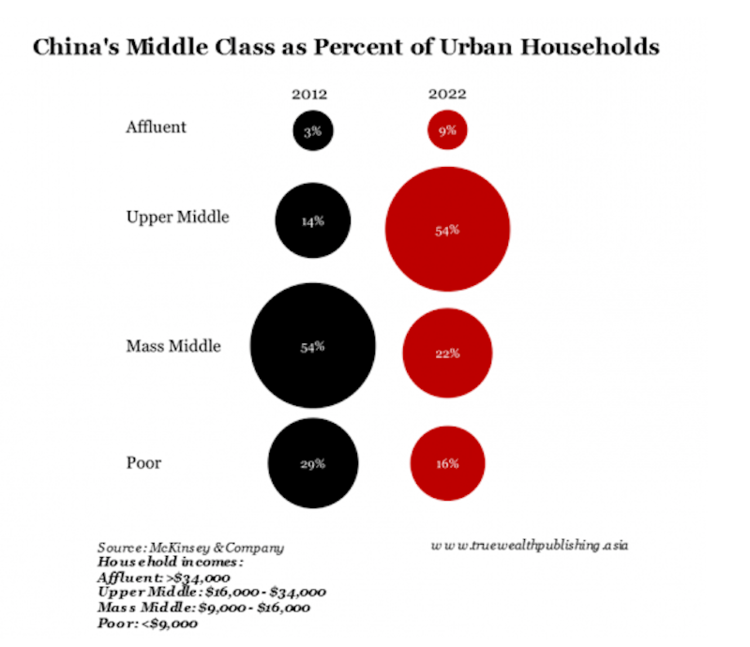 China's Middle Class as Percent of Urban Households
2012 2022
Affluent 3% 9%
Upper Middle 14% 54%
Mass Middle 54% 22%
Poor 29% 16%
Source: McKinsey & Company www.truewealthpublishing.asia
Household incomes:
Affluent: >$34,000
Upper Middle: $16,000 - $34,000
Mass Middle: $9,000 - $16,000
Poor: <$9,000